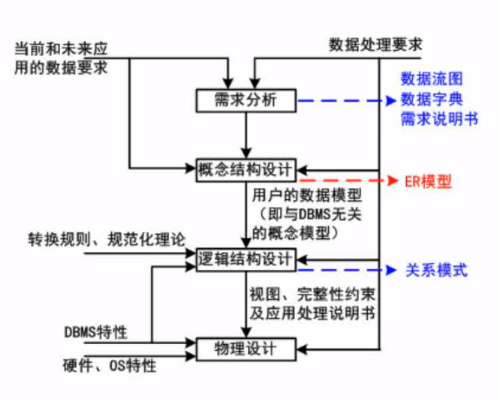 当前和未来应
用的数据要求
数据处理要求
需求分析
数据流图
数据字典
需求说明书
概念结构设计
ER模型
用户的数据模型
（即与DBMS无关
的概念模型）
转换规则、规范化理论
逻辑结构设计
关系模式
视图、完整性约束
及应用处理说明书
DBMS特性
物理设计
硬件、OS特性